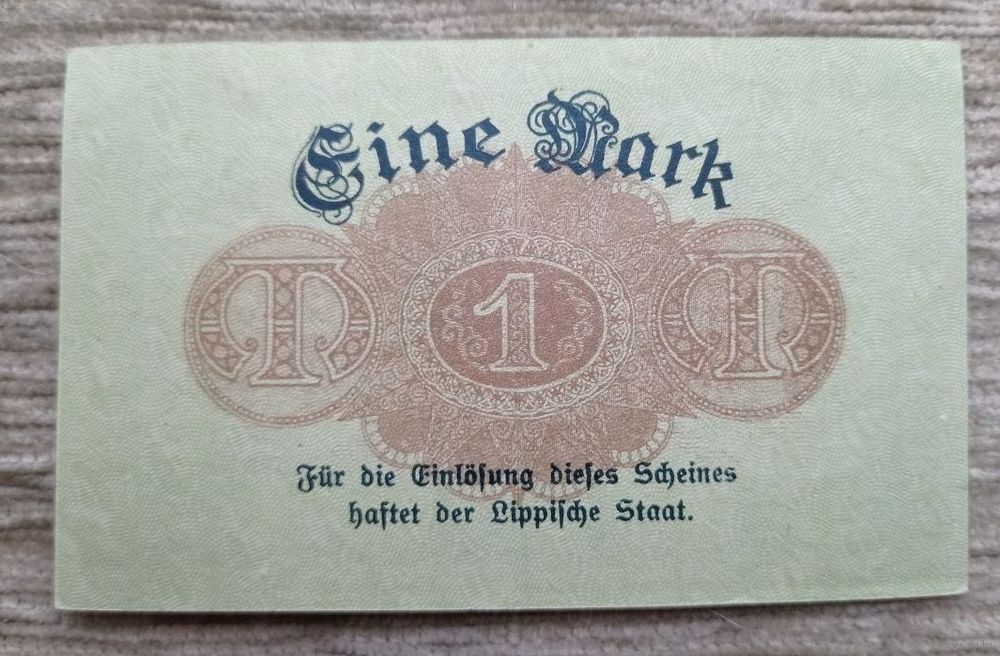 Eine Mark
1
Für die Einlösung dieses Scheines
haftet der Lippische Staat.